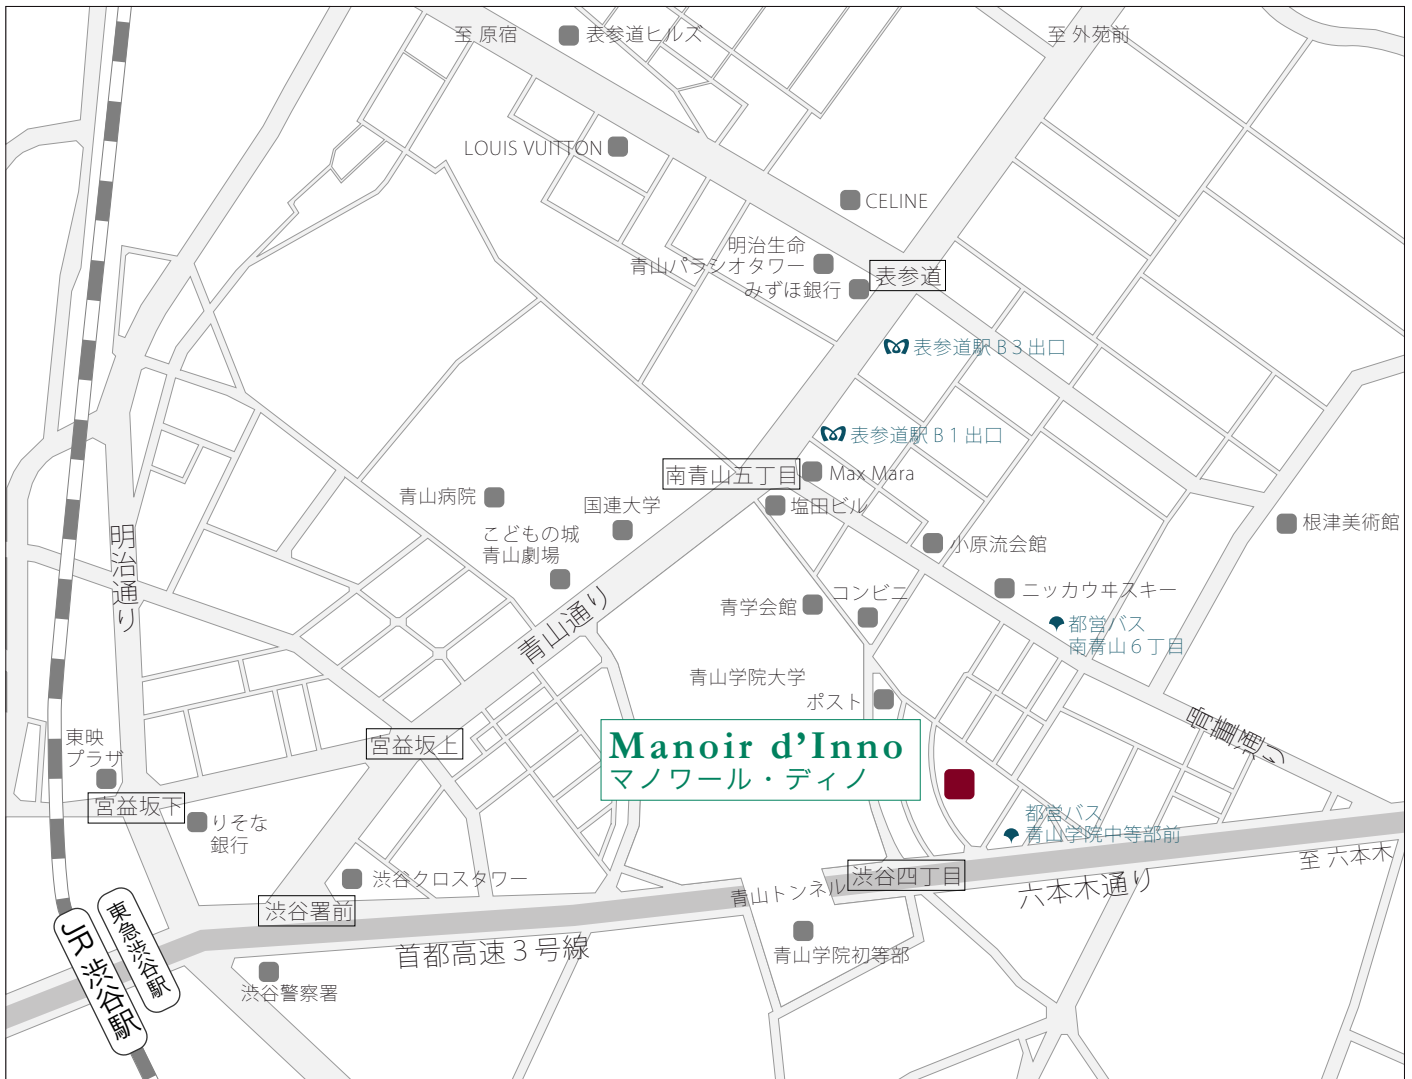 至 原宿
表参道ヒルズ
至 外苑前
LOUIS VUITTON
CELINE
明治生命
青山パラシオタワー
みずほ銀行
表参道
表参道駅B3出口
表参道駅B1出口
南青山五丁目
Max Mara
塩田ビル
青山病院
国連大学
こどもの城
青山劇場
小原流会館
根津美術館
明治通り
青山通り
青学会館
コンビニ
ニッカウヰスキー
都営バス
南青山6丁目
青山学院大学
ポスト
骨董通り
東映
プラザ
宮益坂上
Manoir d’Inno
マノワール・ディノ
宮益坂下
りそな
銀行
都営バス
青山学院中等部前
至 六本木
渋谷クロスタワー
青山トンネル
渋谷四丁目
六本木通り
渋谷署前
東急渋谷駅
JR 渋谷駅
首都高速3号線
青山学院初等部
渋谷警察署